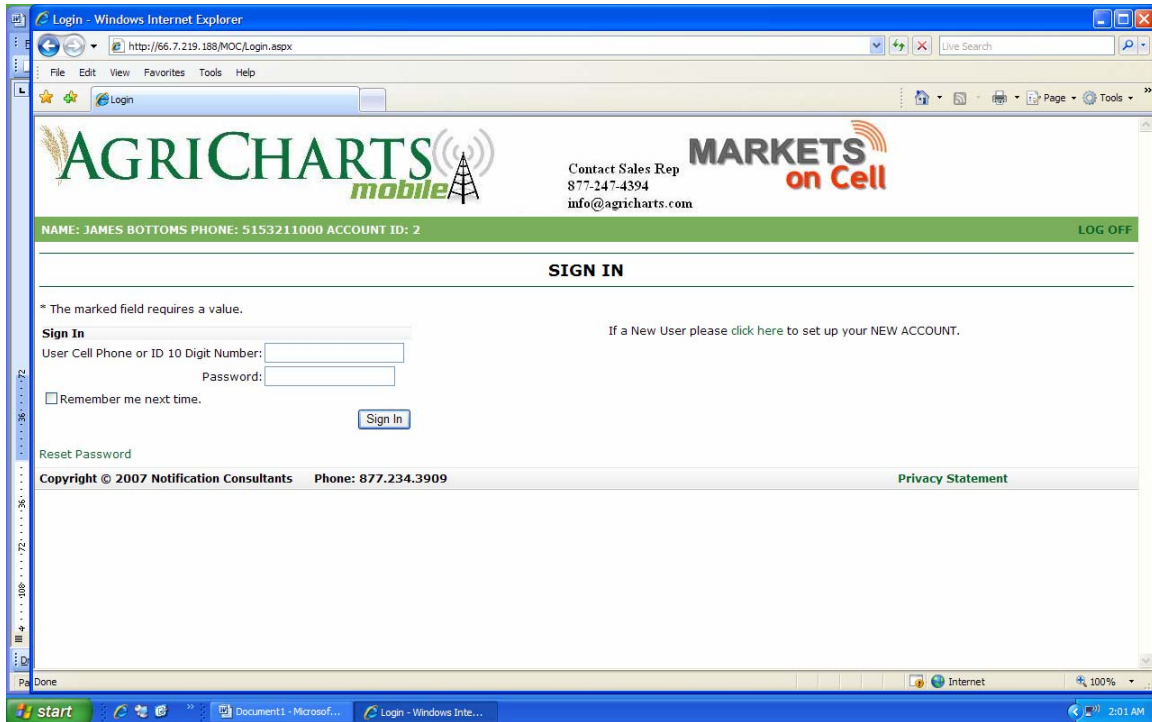 Login - Windows Internet Explorer
http://66.7.219.188/MOC/Login.aspx
Live Search
File Edit View Favorites Tools Help
Login
Page Tools
AGRICHARTS
mobile
Contact Sales Rep
877-247-4394
info@agricharts.com
MARKETS
on Cell
NAME: JAMES BOTTOMS PHONE: 5153211000 ACCOUNT ID: 2
LOG OFF
SIGN IN
* The marked field requires a value.
Sign In
If a New User please click here to set up your NEW ACCOUNT.
User Cell Phone or ID 10 Digit Number:
Password:
Remember me next time.
Sign In
Reset Password
Copyright © 2007 Notification Consultants Phone: 877.234.3909
Privacy Statement
Done
Internet
100%
start
Document1 - Microsof...
Login - Windows Inte...
2:01 AM